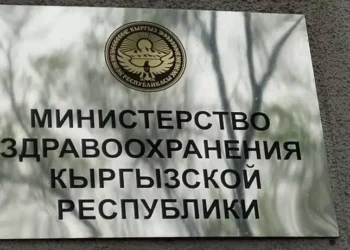 МИНИСТЕРСТВО
ЗДРАВООХРАНЕНИЯ
КЫРГЫЗСКОЙ
РЕСПУБЛИКИ